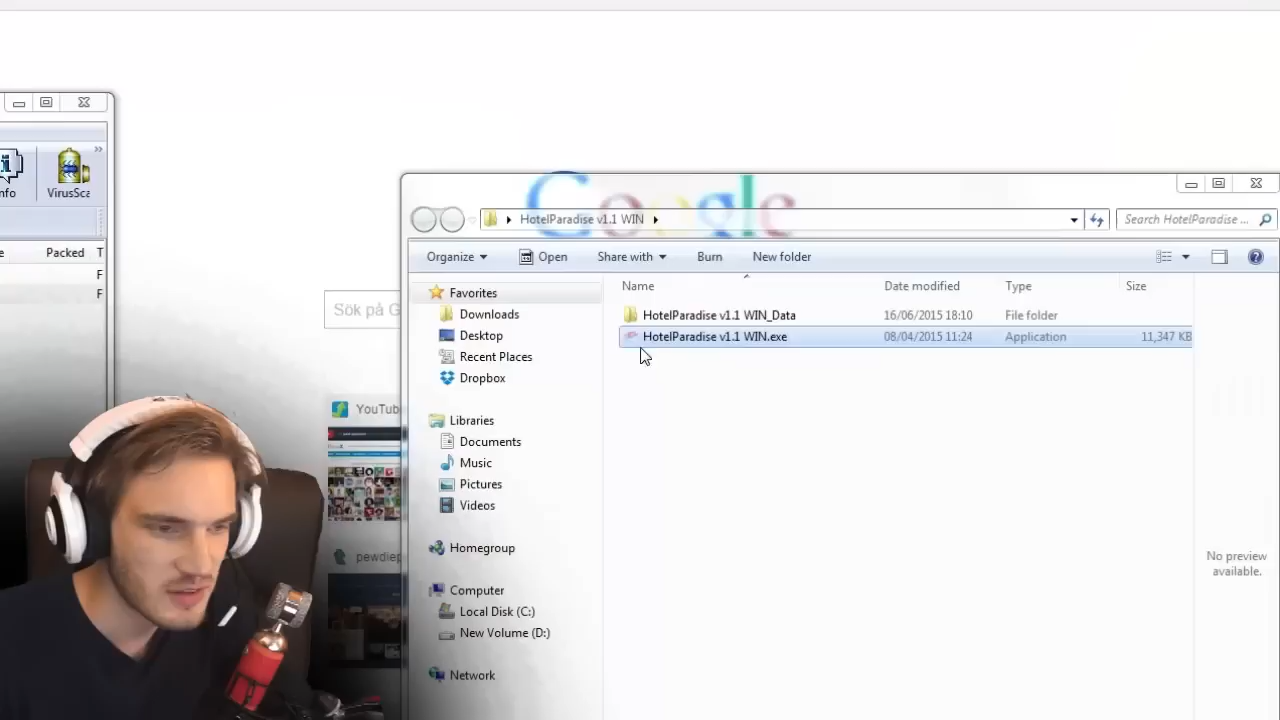 Google
HotelParadise v1.1 WIN
Search HotelParadise ...
VirusSca
Organize
Open
Share with
Burn
New folder
Packed
T
F
F
Name
Date modified
Type
Size
HotelParadise v1.1 WIN_Data
16/06/2015 18:10
File folder
HotelParadise v1.1 WIN.exe
08/04/2015 11:24
Application
11,347 KB
Favorites
Downloads
Desktop
Recent Places
Dropbox
Libraries
Documents
Music
Pictures
Videos
Homegroup
Computer
Local Disk (C:)
New Volume (D:)
Network
Sök på G
YouTube
pewdiep
No preview
available.